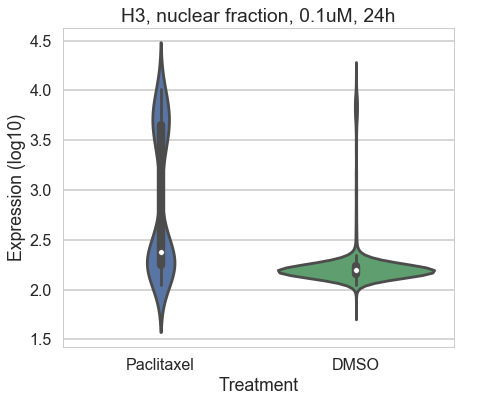 H3, nuclear fraction, 0.1uM, 24h
Expression (log10)
4.5
4.0
3.5
3.0
2.5
2.0
1.5
Paclitaxel
DMSO
Treatment